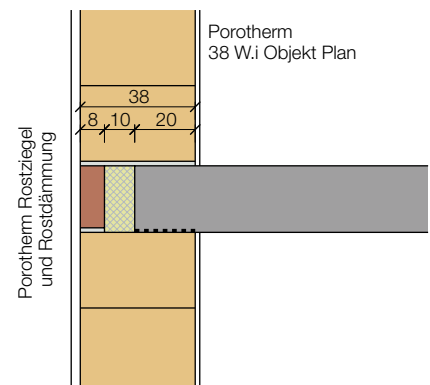 Porotherm
38 W.i Objekt Plan
38
8 10 20
Porotherm Rostziegel
und Rostdämmung